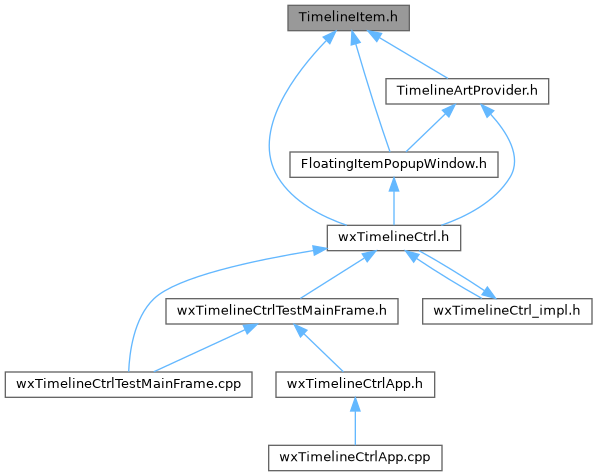 TimelineItem.h
TimelineArtProvider.h
FloatingItemPopupWindow.h
wxTimelineCtrl.h
wxTimelineCtrlTestMainFrame.h
wxTimelineCtrl_impl.h
wxTimelineCtrlTestMainFrame.cpp
wxTimelineCtrlApp.h
wxTimelineCtrlApp.cpp